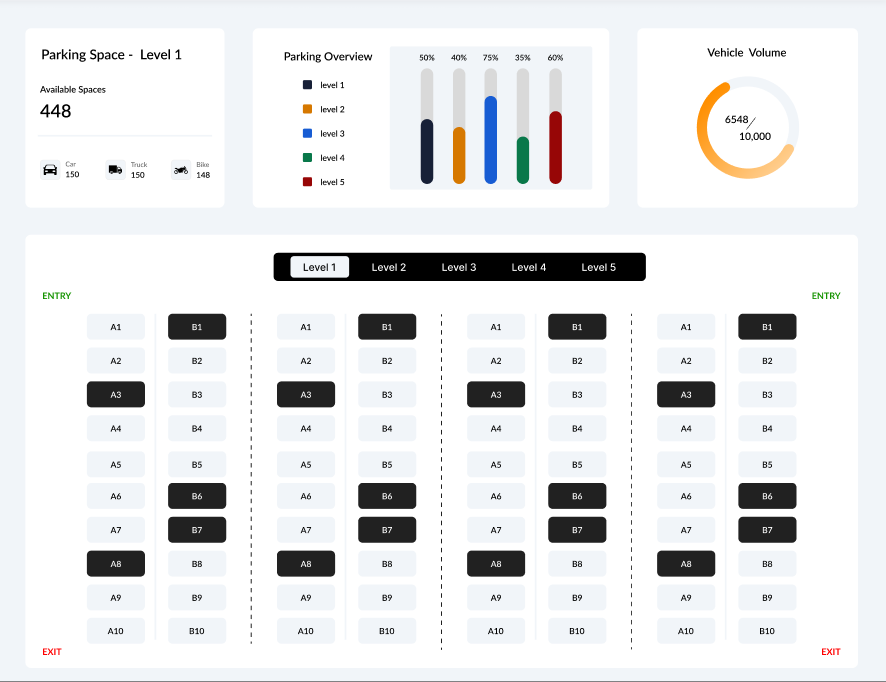 Parking Space - Level 1
Available Spaces
448
Car
150
Truck
150
Bike
148
Parking Overview
level 1
level 2
level 3
level 4
level 5
50% 40% 75% 35% 60%
Vehicle Volume
6548/
10,000
Level 1 Level 2 Level 3 Level 4 Level 5
ENTRY ENTRY
A1 B1 A1 B1 A1 B1 A1 B1
A2 B2 A2 B2 A2 B2 A2 B2
A3 B3 A3 B3 A3 B3 A3 B3
A4 B4 A4 B4 A4 B4 A4 B4
A5 B5 A5 B5 A5 B5 A5 B5
A6 B6 A6 B6 A6 B6 A6 B6
A7 B7 A7 B7 A7 B7 A7 B7
A8 B8 A8 B8 A8 B8 A8 B8
A9 B9 A9 B9 A9 B9 A9 B9
A10 B10 A10 B10 A10 B10 A10 B10
EXIT EXIT